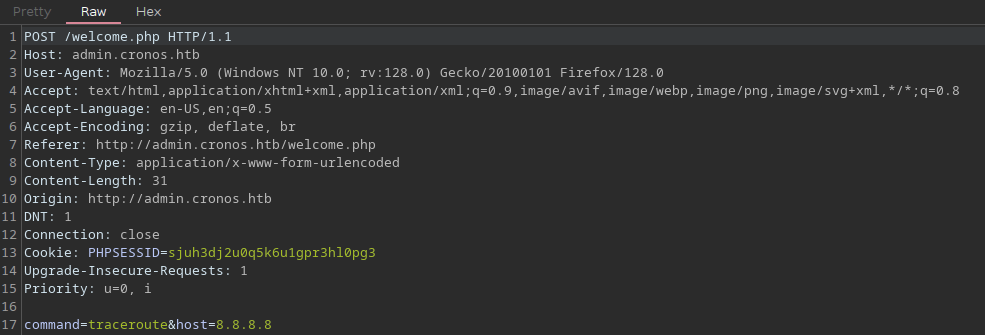 Pretty Raw Hex
1 POST /welcome.php HTTP/1.1
2 Host: admin.cronos.htb
3 User-Agent: Mozilla/5.0 (Windows NT 10.0; rv:128.0) Gecko/20100101 Firefox/128.0
4 Accept: text/html,application/xhtml+xml,application/xml;q=0.9,image/avif,image/webp,image/png,image/svg+xml,*/*;q=0.8
5 Accept-Language: en-US,en;q=0.5
6 Accept-Encoding: gzip, deflate, br
7 Referer: http://admin.cronos.htb/welcome.php
8 Content-Type: application/x-www-form-urlencoded
9 Content-Length: 31
10 Origin: http://admin.cronos.htb
11 DNT: 1
12 Connection: close
13 Cookie: PHPSESSID=sjuh3dj2u0q5k6u1gpr3hl0pg3
14 Upgrade-Insecure-Requests: 1
15 Priority: u=0, i
16
17 command=traceroute&host=8.8.8.8